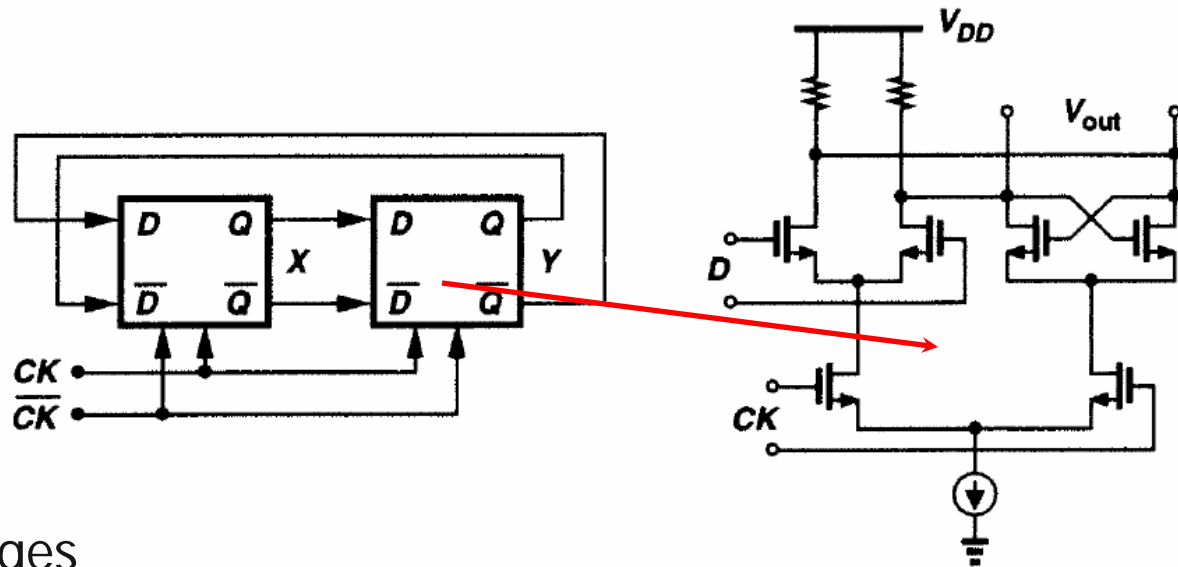 V_DD
V_out
D Q D Q
X Y
D̅ Q̅ D̅ Q̅
D
CK
C̅K̅
CK
ges